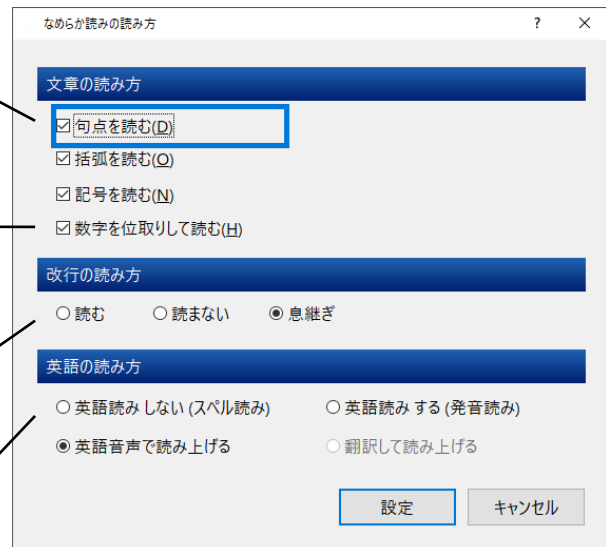 なめらか読みの読み方 ? ×
文章の読み方
句点を読む(D)
括弧を読む(O)
記号を読む(N)
数字を位取りして読む(H)
改行の読み方
読む 読まない 息継ぎ
英語の読み方
英語読み しない (スペル読み) 英語読み する (発音読み)
英語音声で読み上げる 翻訳して読み上げる
設定 キャンセル